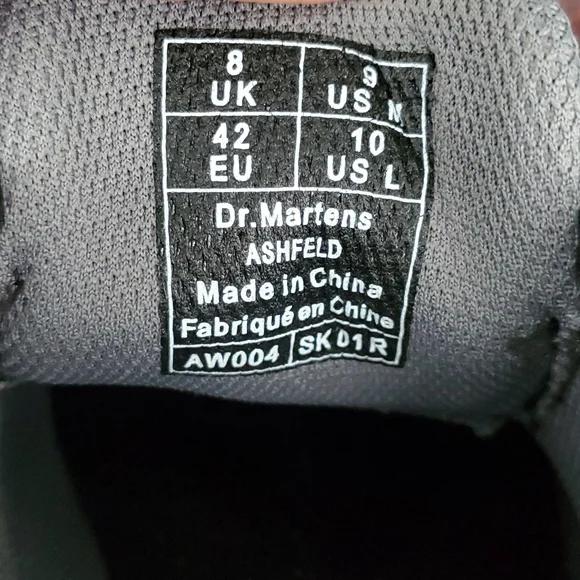 8 9
UK US M
42 10
EU US L
Dr.Martens
ASHFELD
Made in China
Fabriqué en Chine
AW004 SK01R